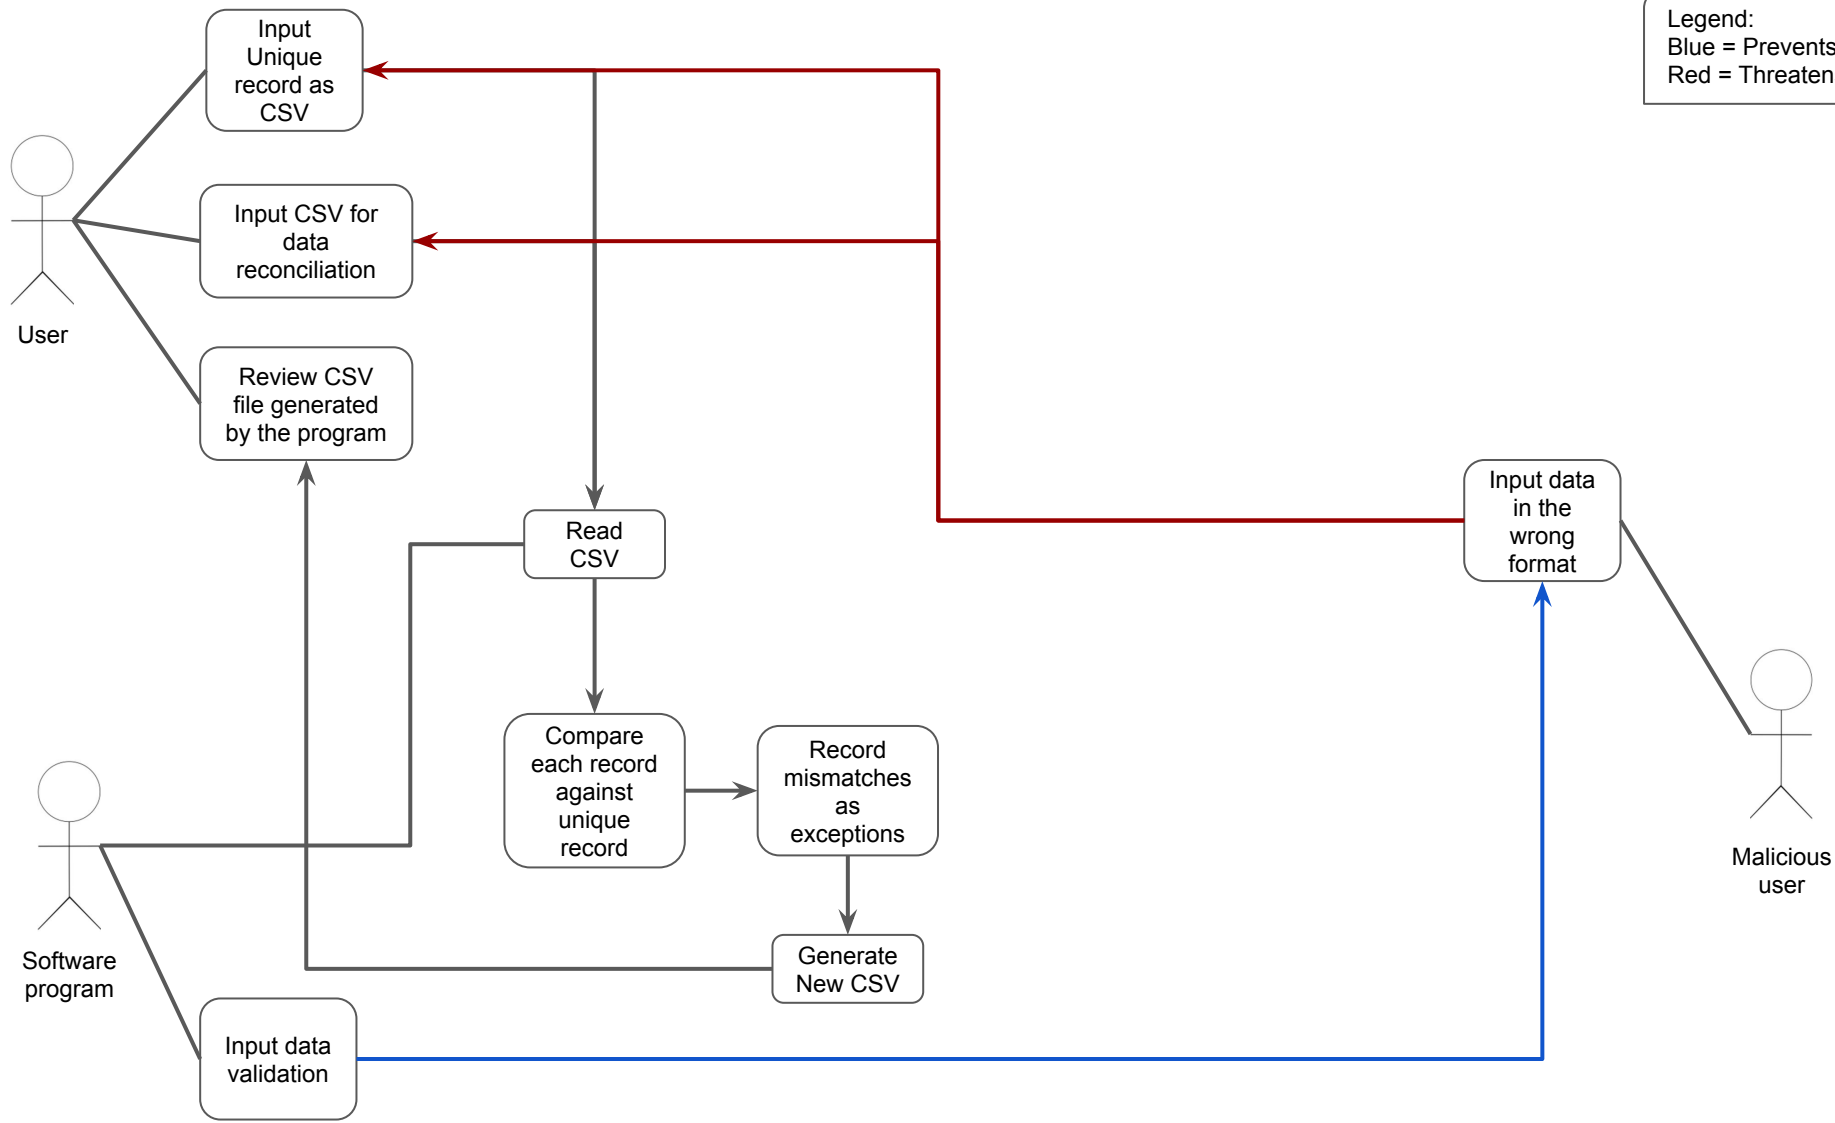 Input
Unique
record as
CSV
Legend:
Blue = Prevents
Red = Threaten
Input CSV for
data
reconciliation
User
Review CSV
file generated
by the program
Input data
in the
wrong
format
Read
CSV
Compare
each record
against
unique
record
Record
mismatches
as
exceptions
Malicious
user
Software
program
Generate
New CSV
Input data
validation